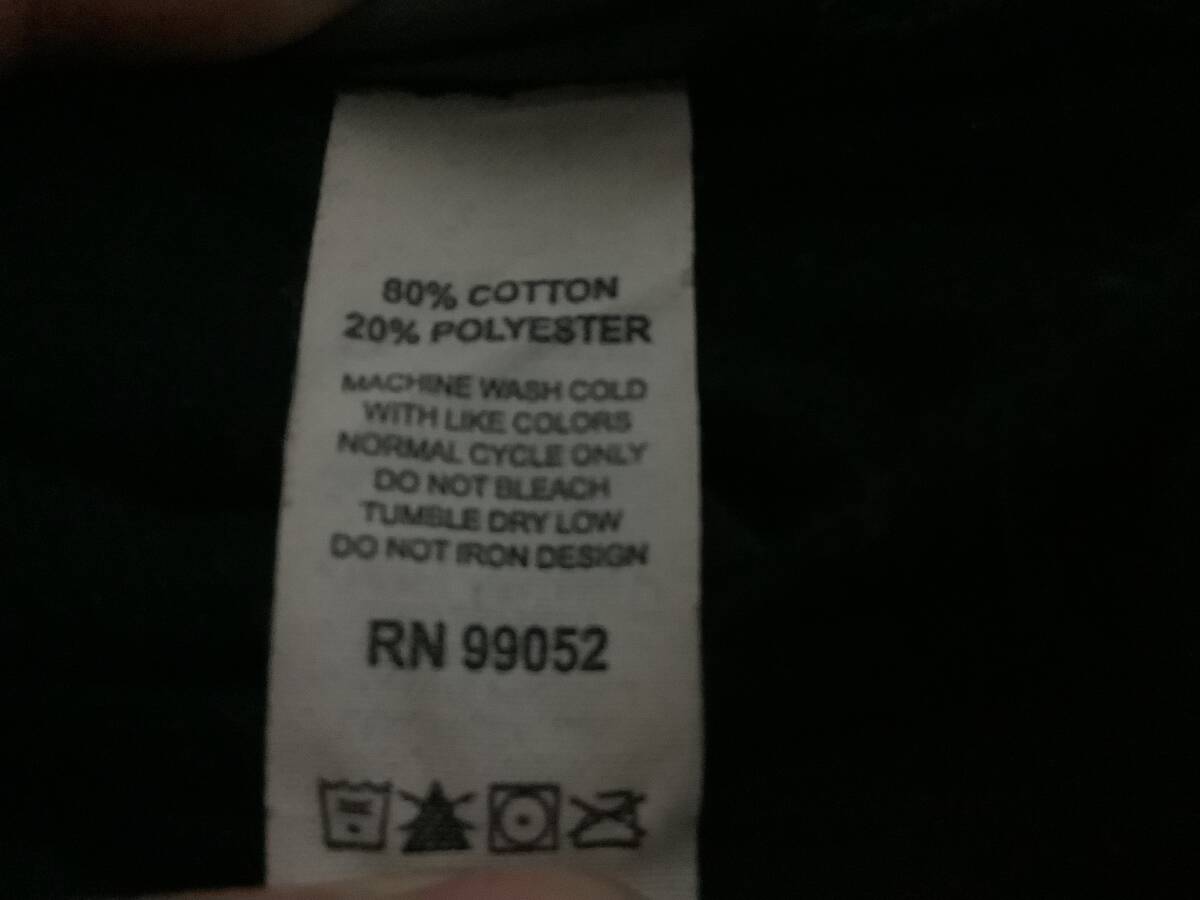 80% COTTON
20% POLYESTER
MACHINE WASH COLD
WITH LIKE COLORS
NORMAL CYCLE ONLY
DO NOT BLEACH
TUMBLE DRY LOW
DO NOT IRON DESIGN
RN 99052